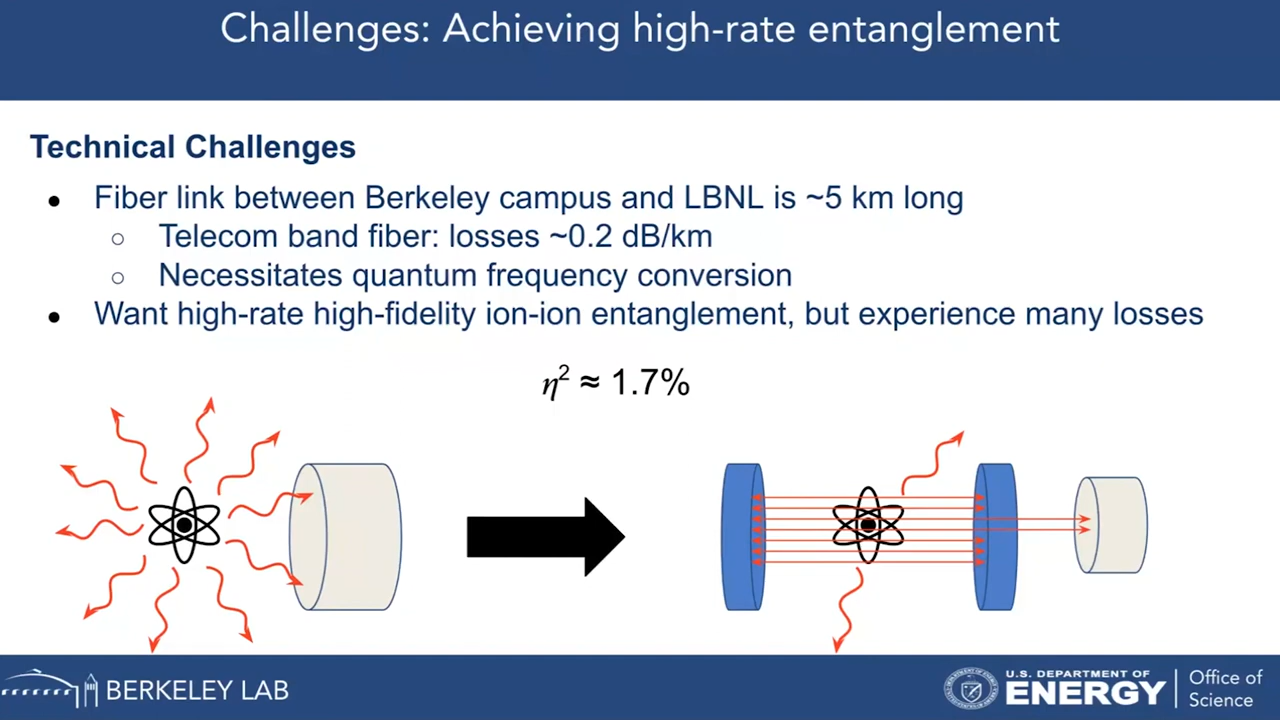 Challenges: Achieving high-rate entanglement
Technical Challenges
● Fiber link between Berkeley campus and LBNL is ~5 km long
○ Telecom band fiber: losses ~0.2 dB/km
○ Necessitates quantum frequency conversion
● Want high-rate high-fidelity ion-ion entanglement, but experience many losses
η² ≈ 1.7%
BERKELEY LAB
U.S. DEPARTMENT OF
ENERGY
Office of
Science